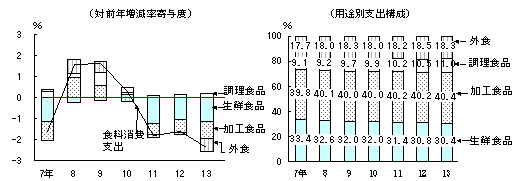 （対前年増減率寄与度）
％
3
2
1
0
−1
−2
−3
7年 8 9 10 11 12 13
調理食品
生鮮食品
加工食品
外食
食料消費
支出
（用途別支出構成）
％
100
80
60
40
20
0
17.7 18.0 18.3 18.0 18.2 18.5 18.3
9.1 9.2 9.7 9.9 10.2 10.5 11.0
39.8 40.1 40.0 40.1 40.2 40.2 40.4
33.4 32.6 32.0 32.0 31.4 30.8 30.4
7年 8 9 10 11 12 13
外食
調理食品
加工食品
生鮮食品